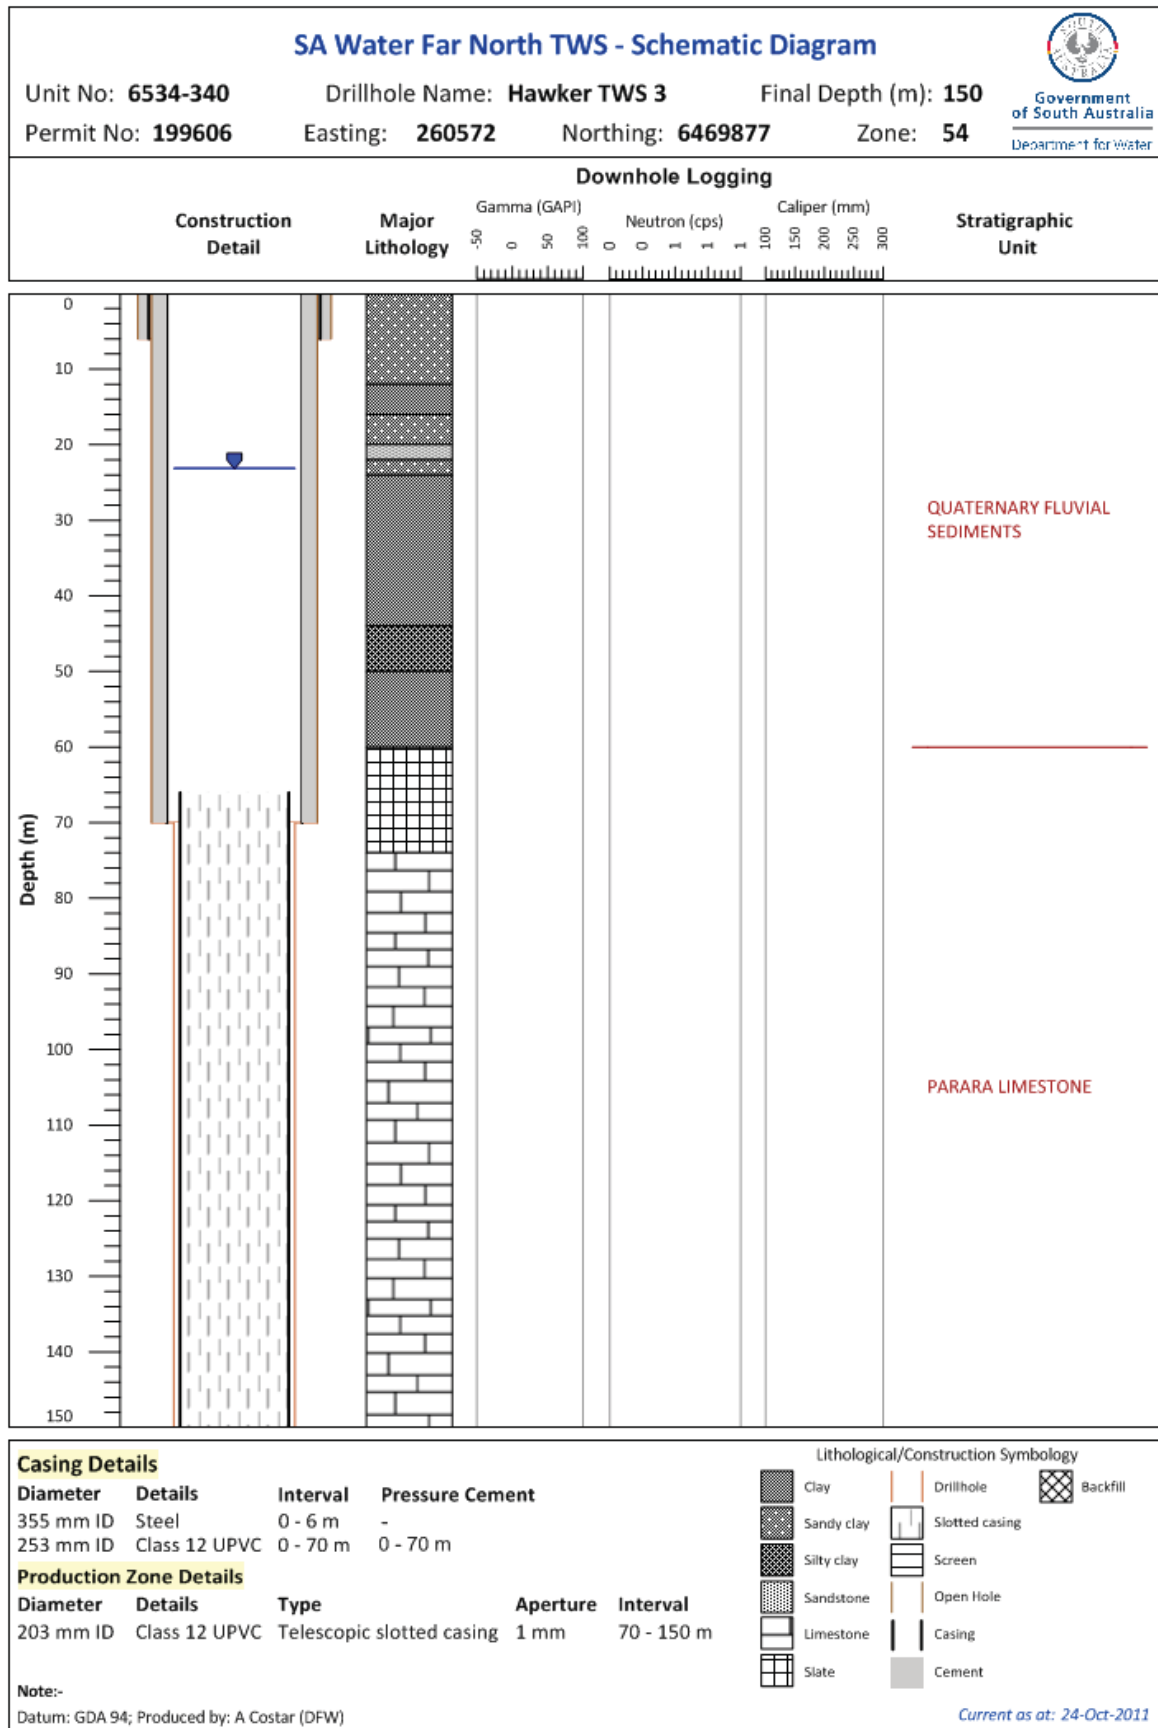 SA Water Far North TWS - Schematic Diagram
Unit No: 6534-340 Drillhole Name: Hawker TWS 3 Final Depth (m): 150
Permit No: 199606 Easting: 260572 Northing: 6469877 Zone: 54
SOUTH AUSTRALIA
Government
of South Australia
Department for Water
Downhole Logging
Construction
Detail
Major
Lithology
Gamma (GAPI)
-50 0 50 100
Neutron (cps)
0 0 1 1 1
Caliper (mm)
100 150 200 250 300
Stratigraphic
Unit
Depth (m)
0
10
20
30
40
50
60
70
80
90
100
110
120
130
140
150
QUATERNARY FLUVIAL
SEDIMENTS
PARARA LIMESTONE
Casing Details
Diameter Details Interval Pressure Cement
355 mm ID Steel 0 - 6 m -
253 mm ID Class 12 UPVC 0 - 70 m 0 - 70 m
Production Zone Details
Diameter Details Type Aperture Interval
203 mm ID Class 12 UPVC Telescopic slotted casing 1 mm 70 - 150 m
Note:-
Datum: GDA 94; Produced by: A Costar (DFW)
Lithological/Construction Symbology
Clay Drillhole Backfill
Sandy clay Slotted casing
Silty clay Screen
Sandstone Open Hole
Limestone Casing
Slate Cement
Current as at: 24-Oct-2011